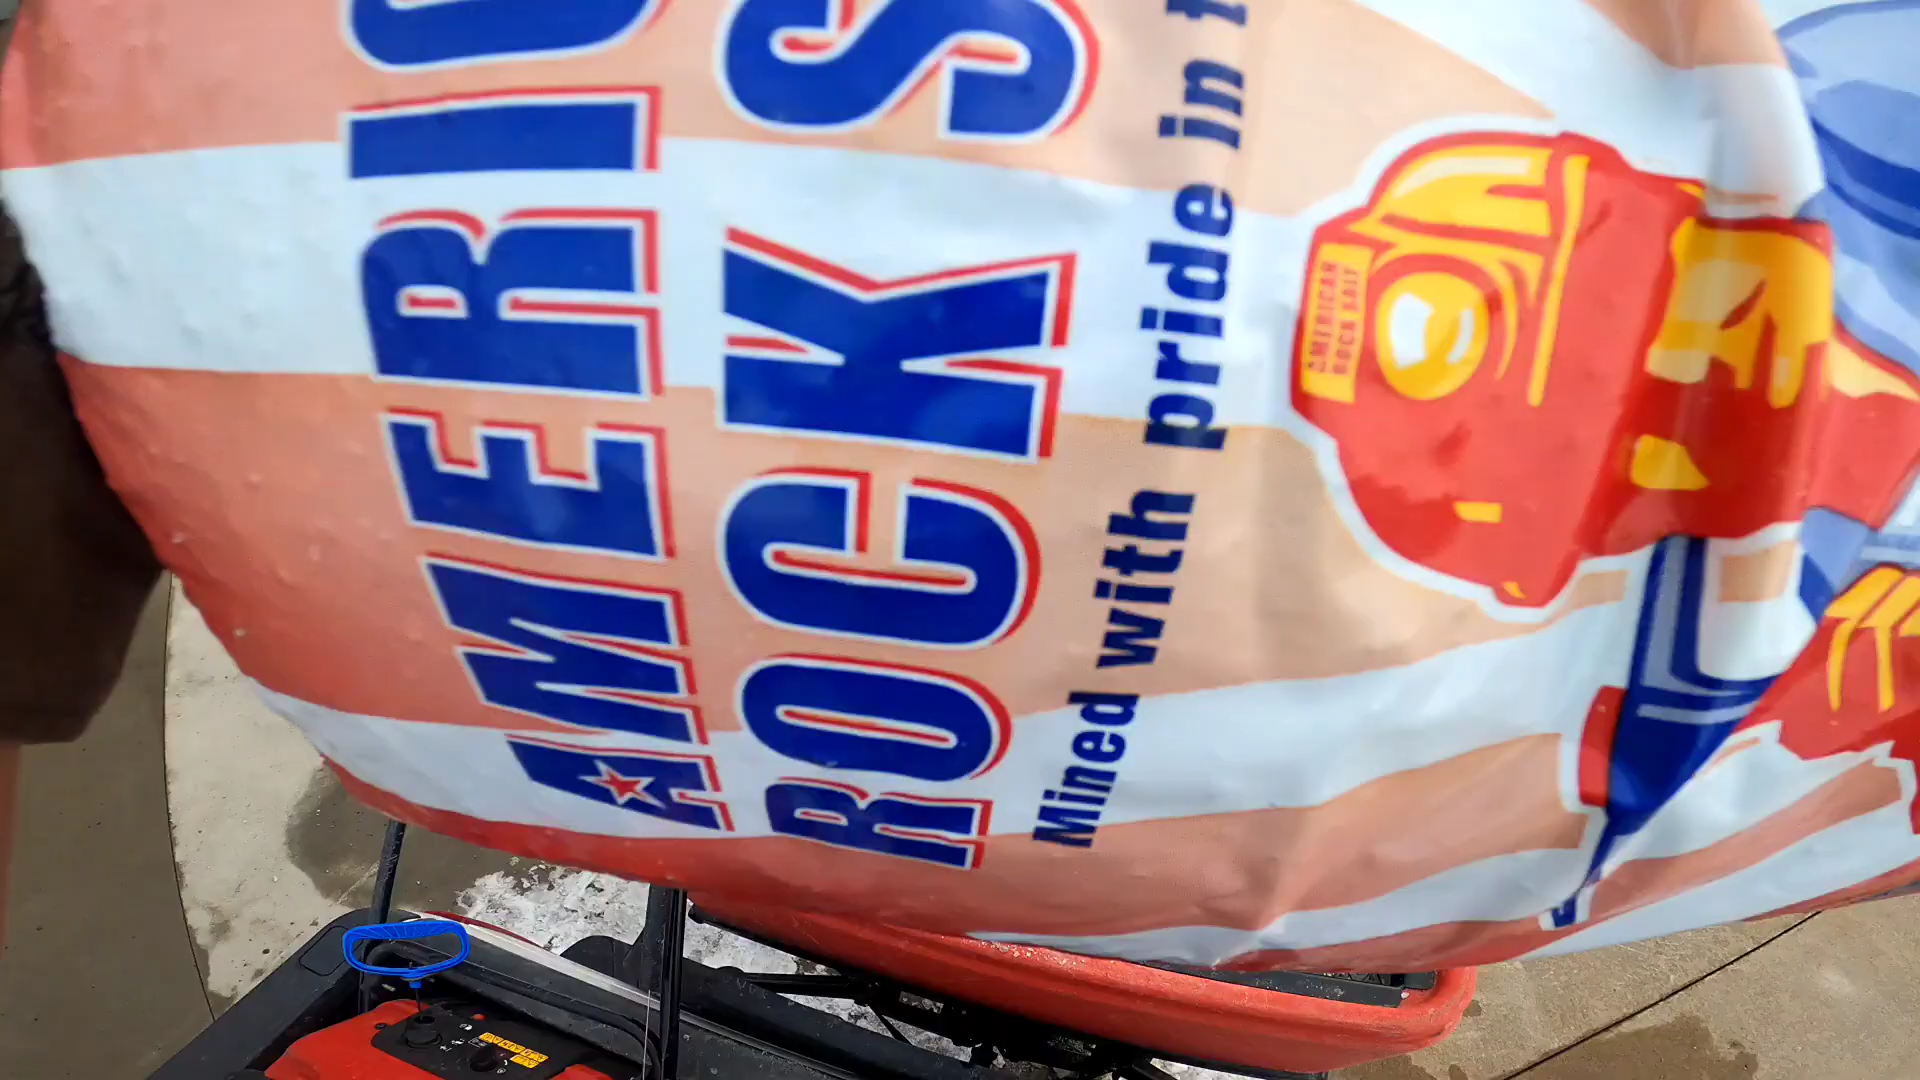 AMERIC
ROCK S
Mined with pride in t
AMERICAN
ROCK SALT